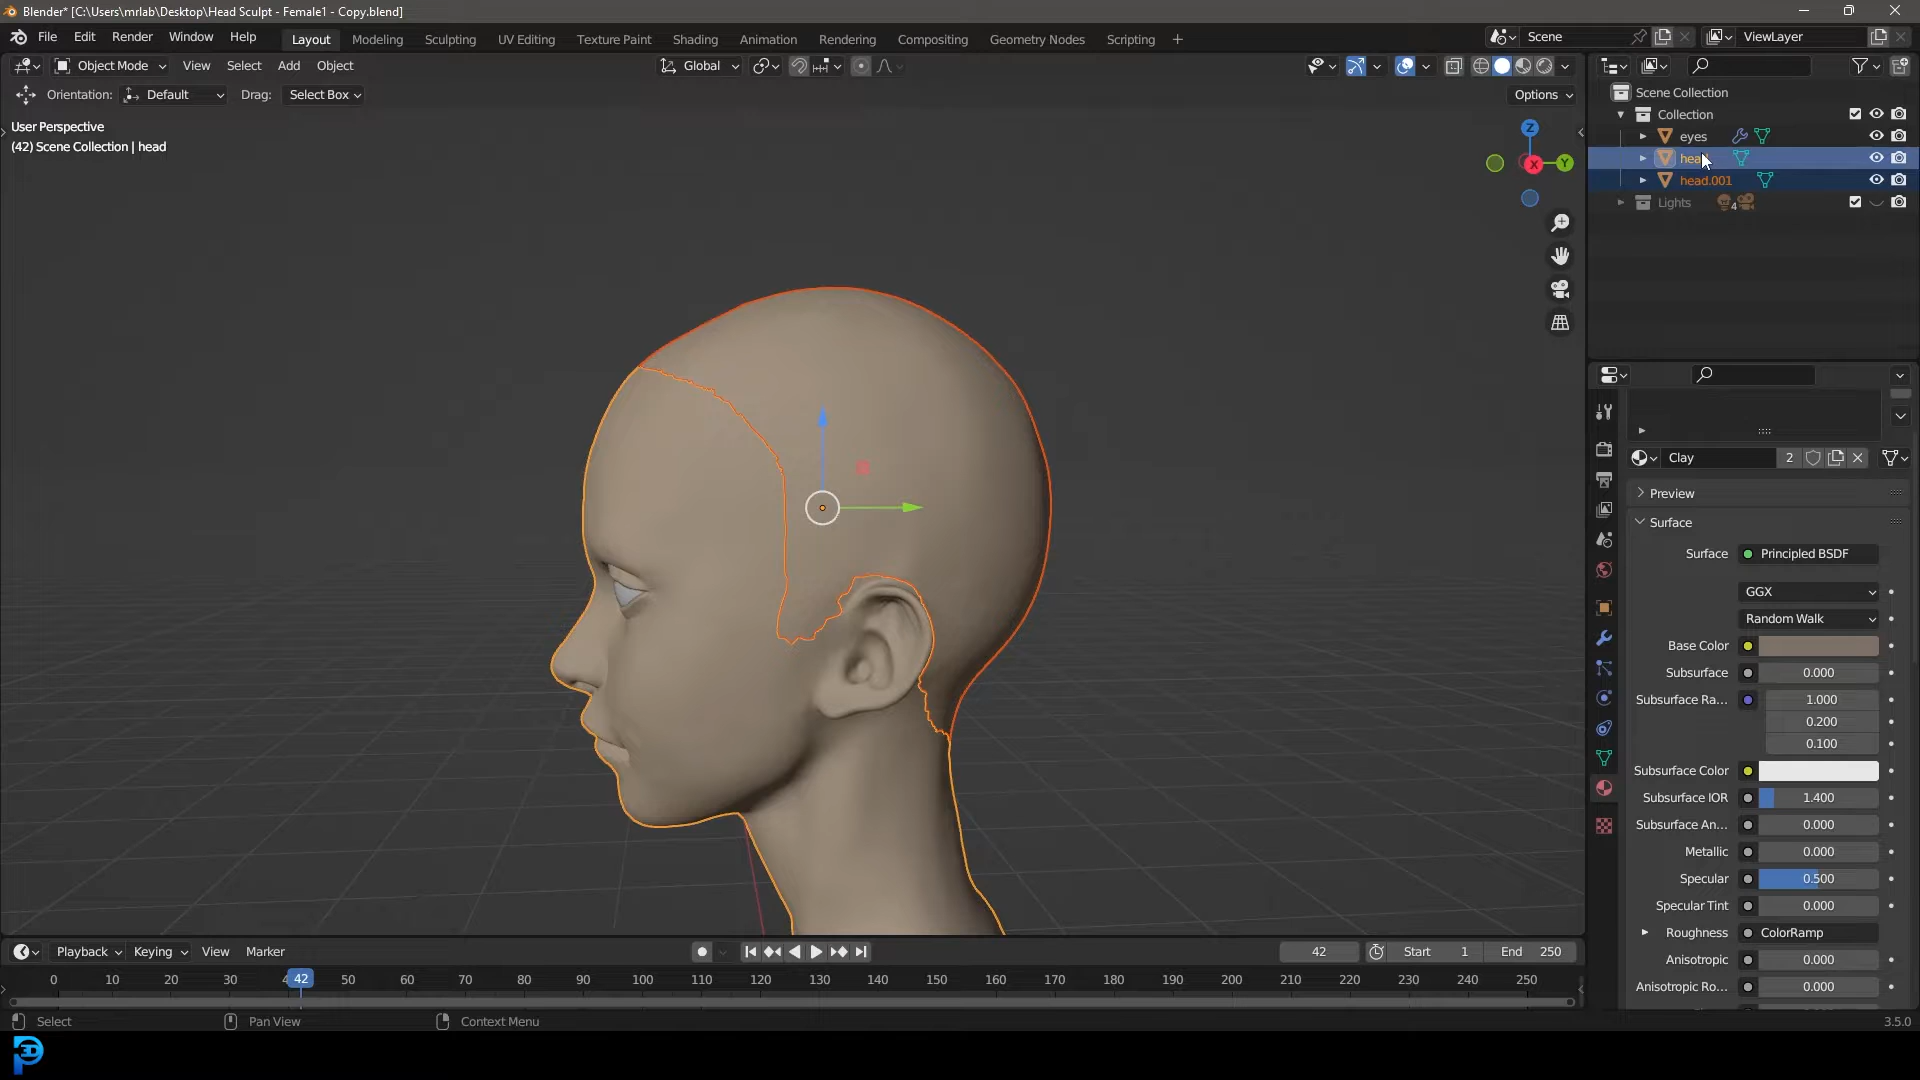 Blender* [C:\Users\mrlab\Desktop\Head Sculpt - Female1 - Copy.blend]
File Edit Render Window Help Layout Modeling Sculpting UV Editing Texture Paint Shading Animation Rendering Compositing Geometry Nodes Scripting + Scene ViewLayer
Object Mode View Select Add Object Global
Orientation: Default Drag: Select Box Options
User Perspective
(42) Scene Collection | head
Z
X
Y
Scene Collection
Collection
eyes
head.001
Lights 4
Clay 2
Preview
Surface
Surface Principled BSDF
GGX
Random Walk
Base Color
Subsurface 0.000
Subsurface Ra... 1.000
0.200
0.100
Subsurface Color
Subsurface IOR 1.400
Subsurface An... 0.000
Metallic 0.000
Specular 0.500
Specular Tint 0.000
Roughness ColorRamp
Anisotropic 0.000
Anisotropic Ro... 0.000
Playback Keying View Marker 42 Start 1 End 250
0 10 20 30 42 50 60 70 80 90 100 110 120 130 140 150 160 170 180 190 200 210 220 230 240 250
Select Pan View Context Menu 3.5.0